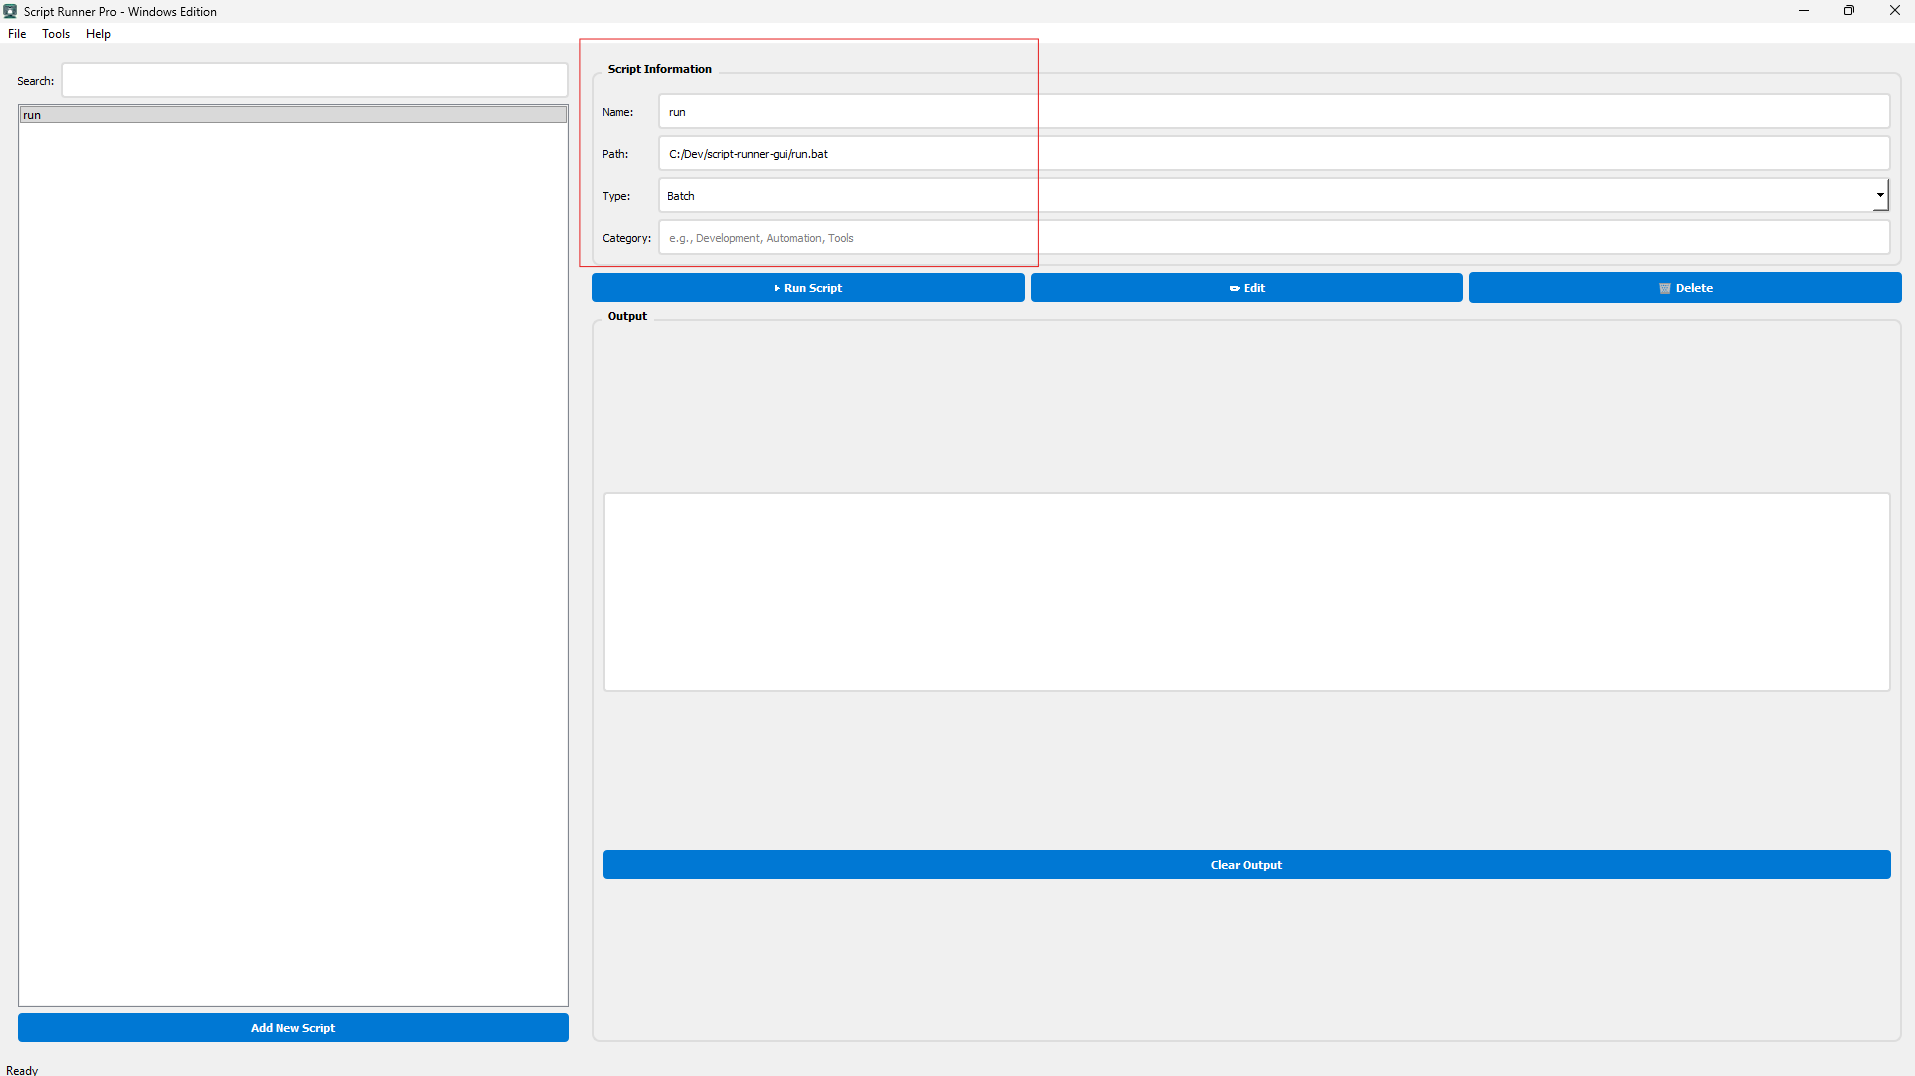 Script Runner Pro - Windows Edition
File Tools Help
Search:
run
Add New Script
Script Information
Name: run
Path: C:/Dev/script-runner-gui/run.bat
Type: Batch
Category: e.g., Development, Automation, Tools
Run Script Edit Delete
Output
Clear Output
Ready